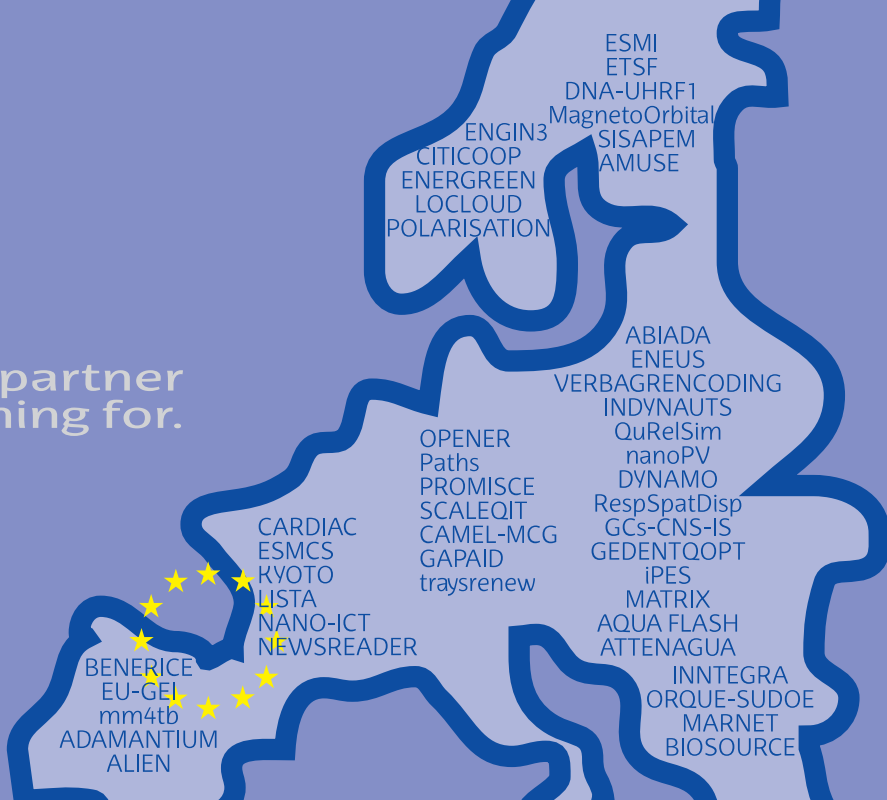 ESMI
ETSF
DNA-UHRF1
MagnetoOrbital
SISAPEM
AMUSE
ENGIN3
CITICOOP
ENERGREEN
LOCLOUD
POLARISATION
partner
ning for.
ABIADA
ENEUS
VERBAGRENCODING
INDYNAUTS
QuRelSim
nanoPV
DYNAMO
RespSpatDisp
GCs-CNS-IS
GEDENTQOPT
iPES
MATRIX
AQUA FLASH
ATTENAGUA
INNTEGRA
ORQUE-SUDOE
MARNET
BIOSOURCE
OPENER
Paths
PROMISCE
SCALEQIT
CAMEL-MCG
GAPAID
traysrenew
CARDIAC
ESMCS
KYOTO
LISTA
NANO-ICT
NEWSREADER
BENERICE
EU-GEI
mm4tb
ADAMANTIUM
ALIEN